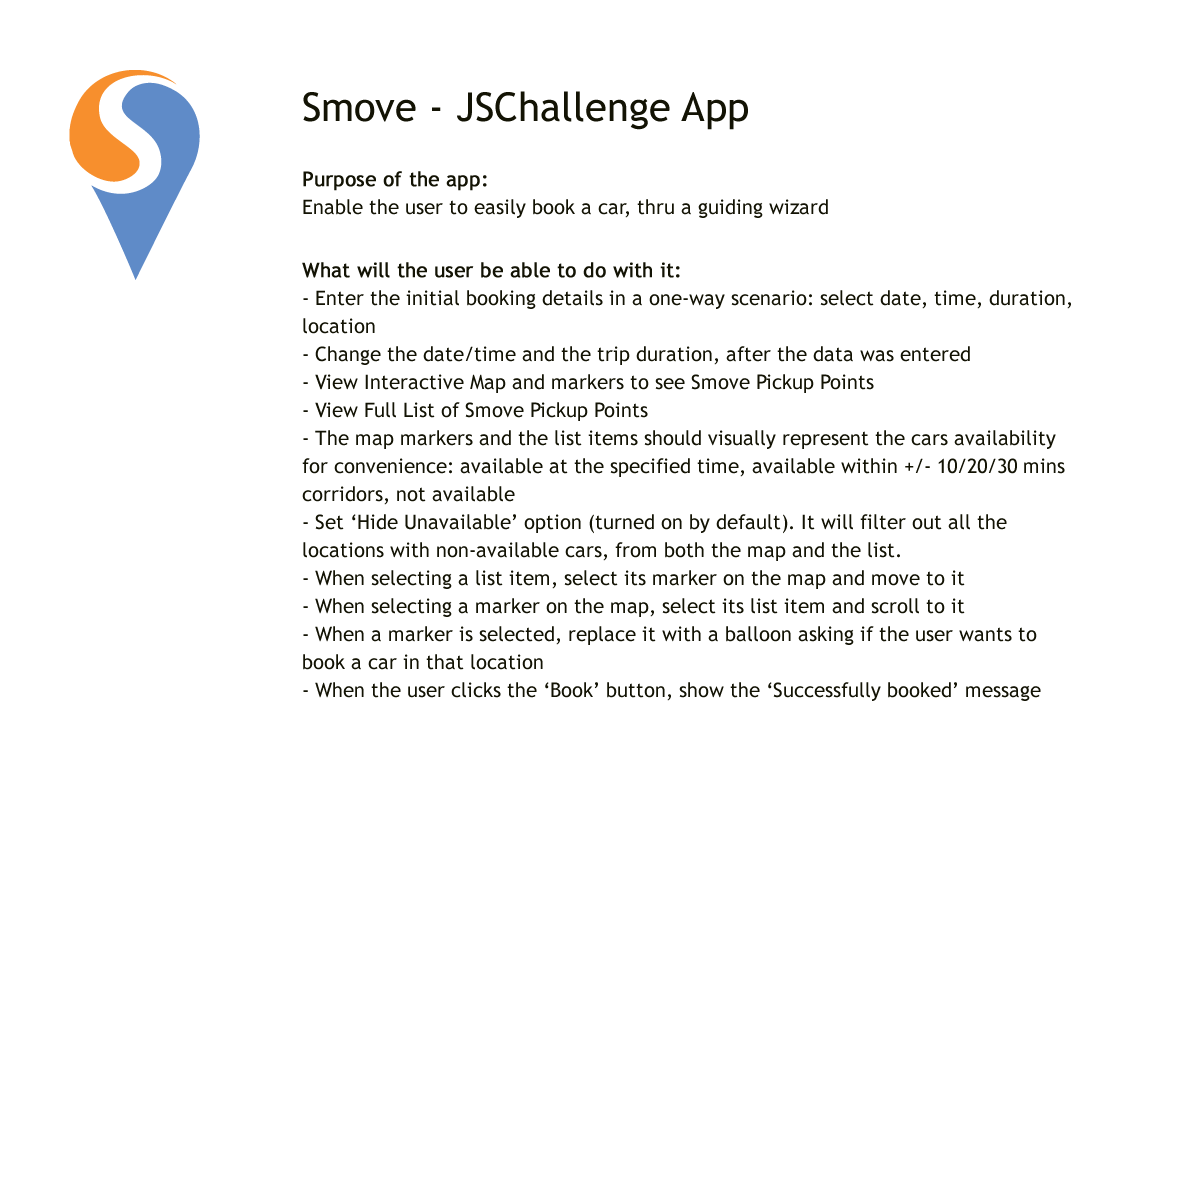 Smove - JSChallenge App
Purpose of the app:
Enable the user to easily book a car, thru a guiding wizard
What will the user be able to do with it:
- Enter the initial booking details in a one-way scenario: select date, time, duration,
location
- Change the date/time and the trip duration, after the data was entered
- View Interactive Map and markers to see Smove Pickup Points
- View Full List of Smove Pickup Points
- The map markers and the list items should visually represent the cars availability
for convenience: available at the specified time, available within +/- 10/20/30 mins
corridors, not available
- Set ‘Hide Unavailable’ option (turned on by default). It will filter out all the
locations with non-available cars, from both the map and the list.
- When selecting a list item, select its marker on the map and move to it
- When selecting a marker on the map, select its list item and scroll to it
- When a marker is selected, replace it with a balloon asking if the user wants to
book a car in that location
- When the user clicks the ‘Book’ button, show the ‘Successfully booked’ message